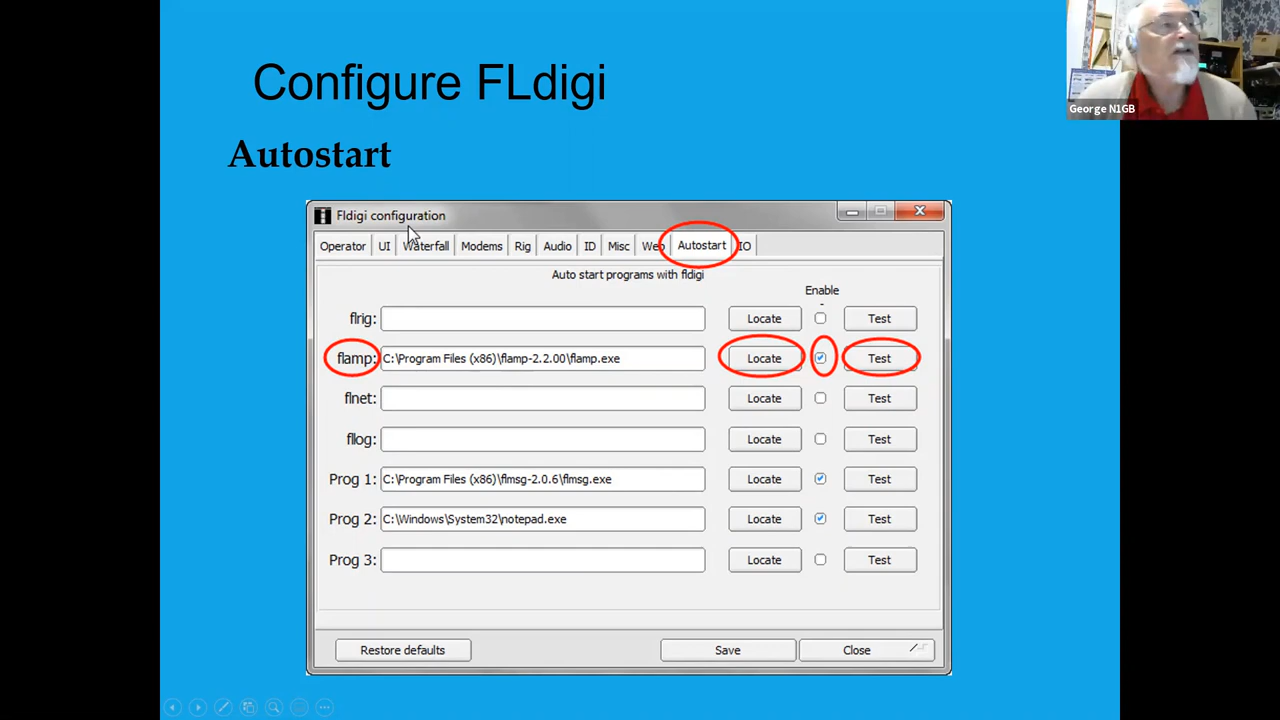 Configure FLdigi
George N1GB
Autostart
Fldigi configuration
Operator UI Waterfall Modems Rig Audio ID Misc Web Autostart IO
Auto start programs with fldigi
Enable
-
flrig: Locate Test
flamp: C:\Program Files (x86)\flamp-2.2.00\flamp.exe Locate Test
flnet: Locate Test
fllog: Locate Test
Prog 1: C:\Program Files (x86)\flmsg-2.0.6\flmsg.exe Locate Test
Prog 2: C:\Windows\System32\notepad.exe Locate Test
Prog 3: Locate Test
Restore defaults Save Close